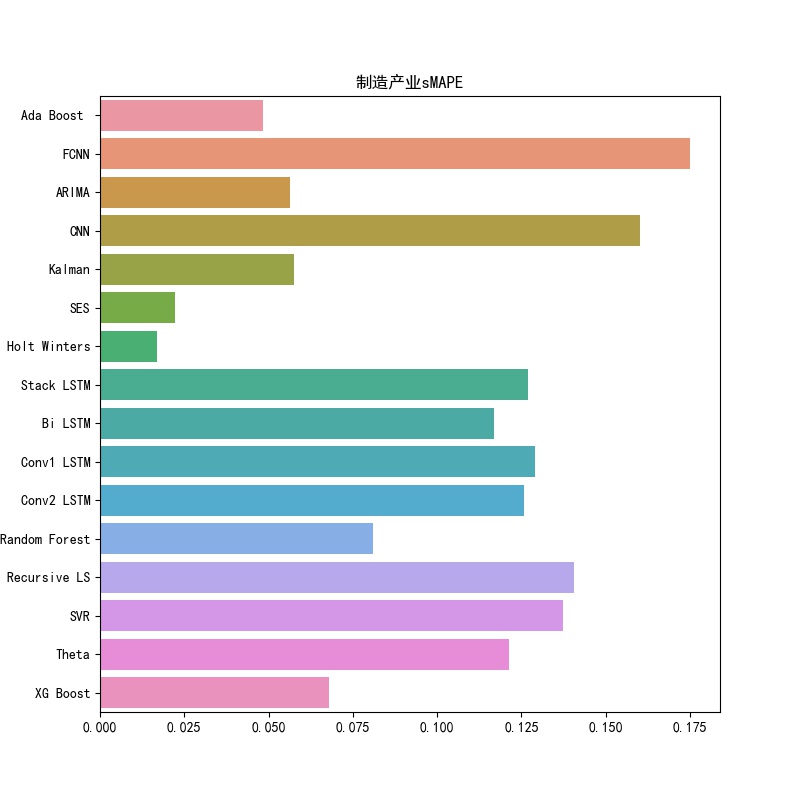 制造产业sMAPE
Ada Boost
FCNN
ARIMA
CNN
Kalman
SES
Holt Winters
Stack LSTM
Bi LSTM
Conv1 LSTM
Conv2 LSTM
Random Forest
Recursive LS
SVR
Theta
XG Boost
0.000 0.025 0.050 0.075 0.100 0.125 0.150 0.175